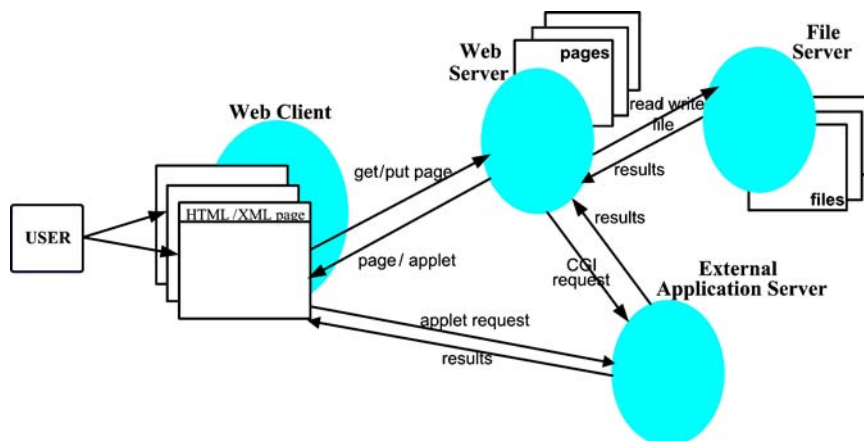 Web
Server
pages
File
Server
Web Client
read write
file
get/put page
results
files
HTML /XML page
results
USER
page / applet
CGI
request
External
Application Server
applet request
results